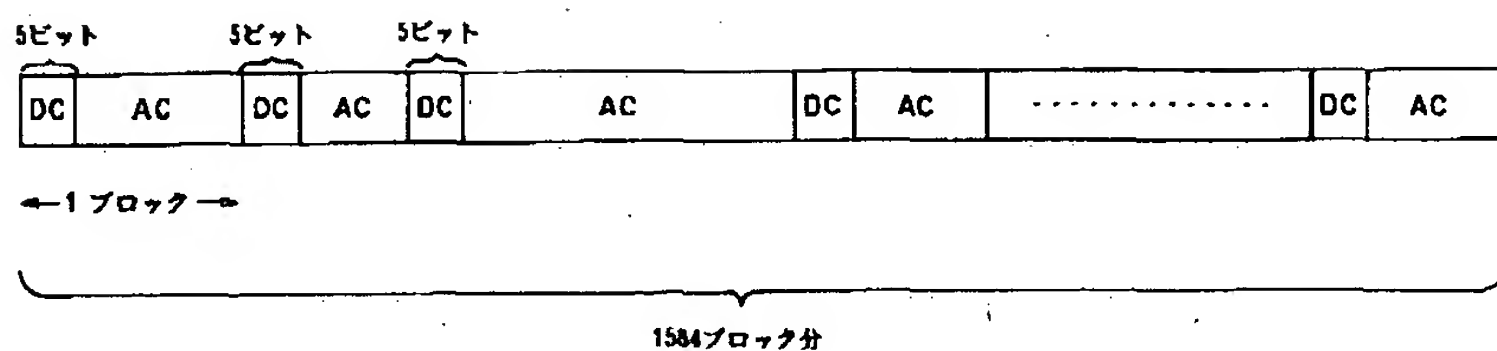 5ビット 5ビット 5ビット
DC AC DC AC DC AC DC AC ・・・・・・・・・・・・・ DC AC
1 ブロック
1584ブロック分